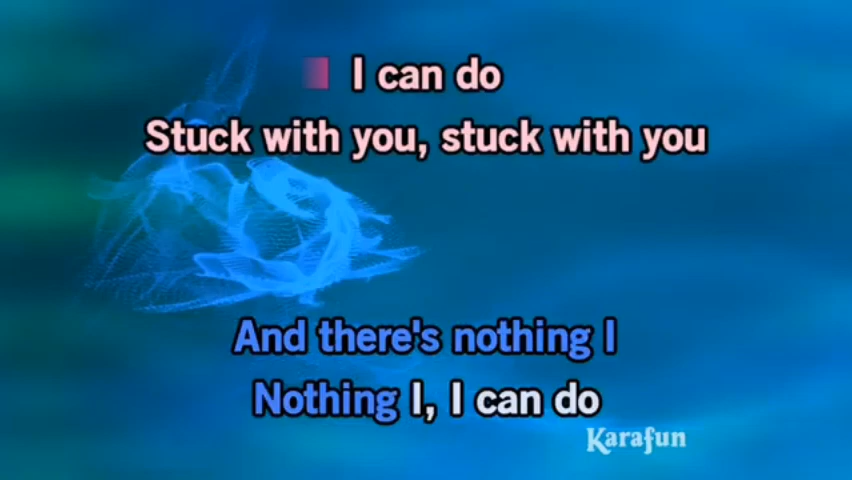 I can do
Stuck with you, stuck with you
And there's nothing I
Nothing I, I can do
Karafun